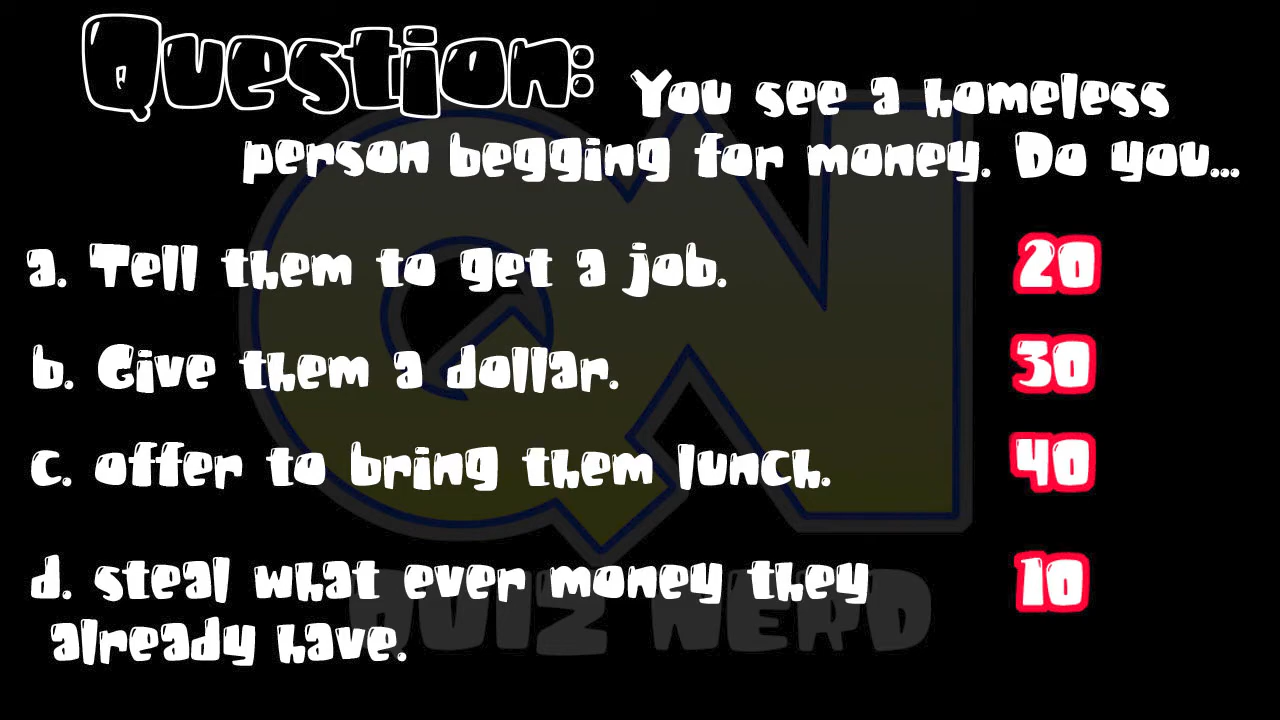 Question: You see a homeless
person begging for money. Do you...
a. Tell them to get a job. 20
b. Give them a dollar. 30
c. offer to bring them lunch. 40
d. steal what ever money they 10
already have.
QUIZ NERD